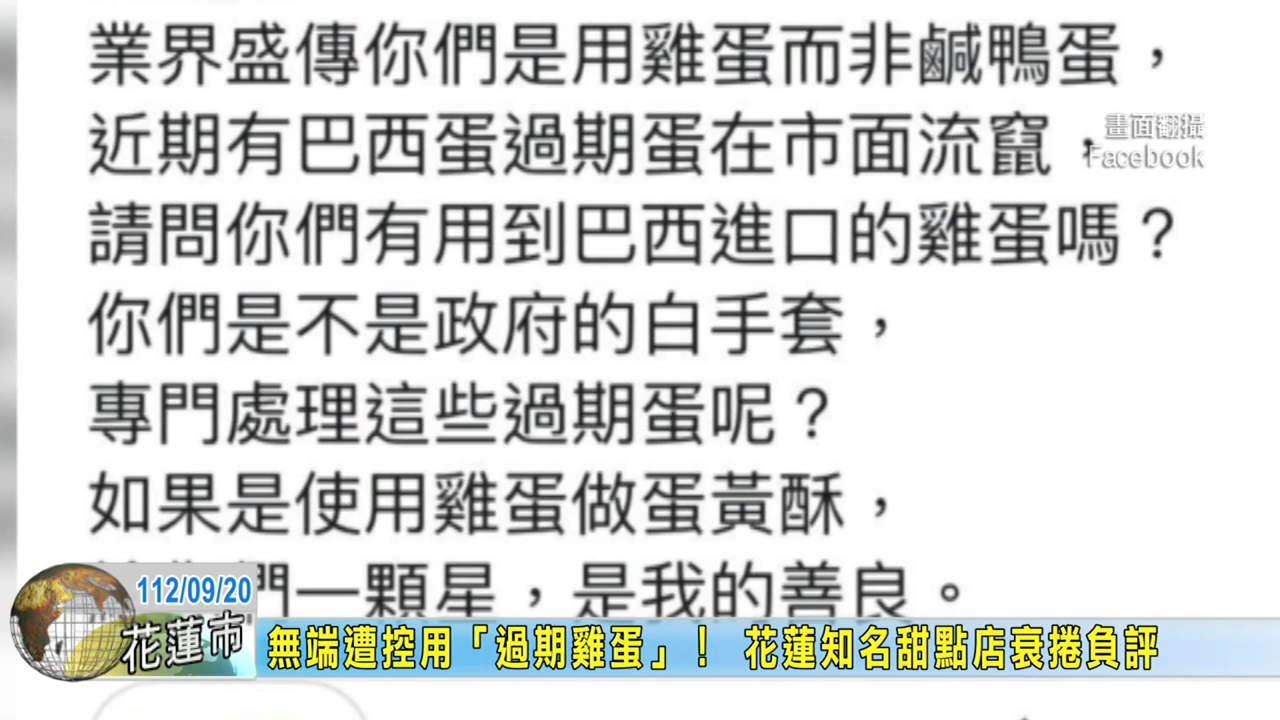 業界盛傳你們是用雞蛋而非鹹鴨蛋，
近期有巴西蛋過期蛋在市面流竄，
畫面翻攝
Facebook
請問你們有用到巴西進口的雞蛋嗎？
你們是不是政府的白手套，
專門處理這些過期蛋呢？
如果是使用雞蛋做蛋黃酥，
們一顆星，是我的善良。
112/09/20
花蓮市
無端遭控用「過期雞蛋」！ 花蓮知名甜點店衰捲負評